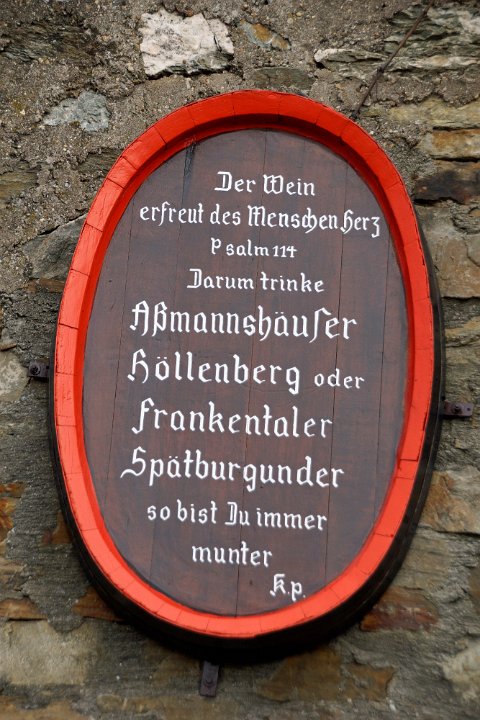 Der Wein
erfreut des Menschen Herz
Psalm 114
Darum trinke
Aßmannshäuser
Höllenberg oder
Frankentaler
Spätburgunder
so bist Du immer
munter
K.p.